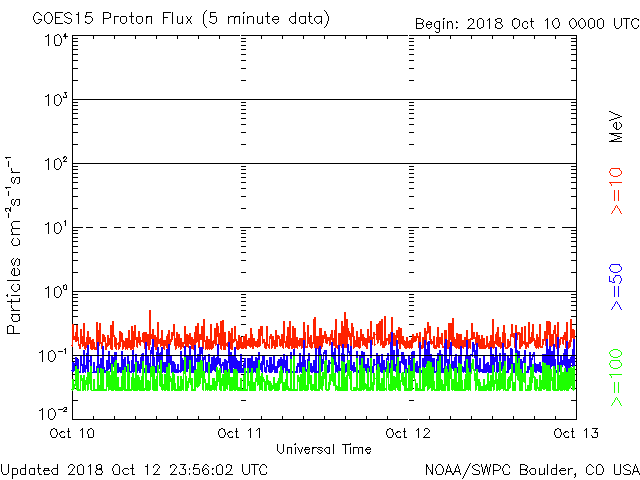 GOES15 Proton Flux (5 minute data)
Begin: 2018 Oct 10 0000 UTC
10⁴
10³
10²
10¹
10⁰
10⁻¹
10⁻²
Particles cm⁻²s⁻¹sr⁻¹
MeV
>=10
>=50
>=100
Oct 10
Oct 11
Oct 12
Oct 13
Universal Time
Updated 2018 Oct 12 23:56:02 UTC
NOAA/SWPC Boulder, CO USA